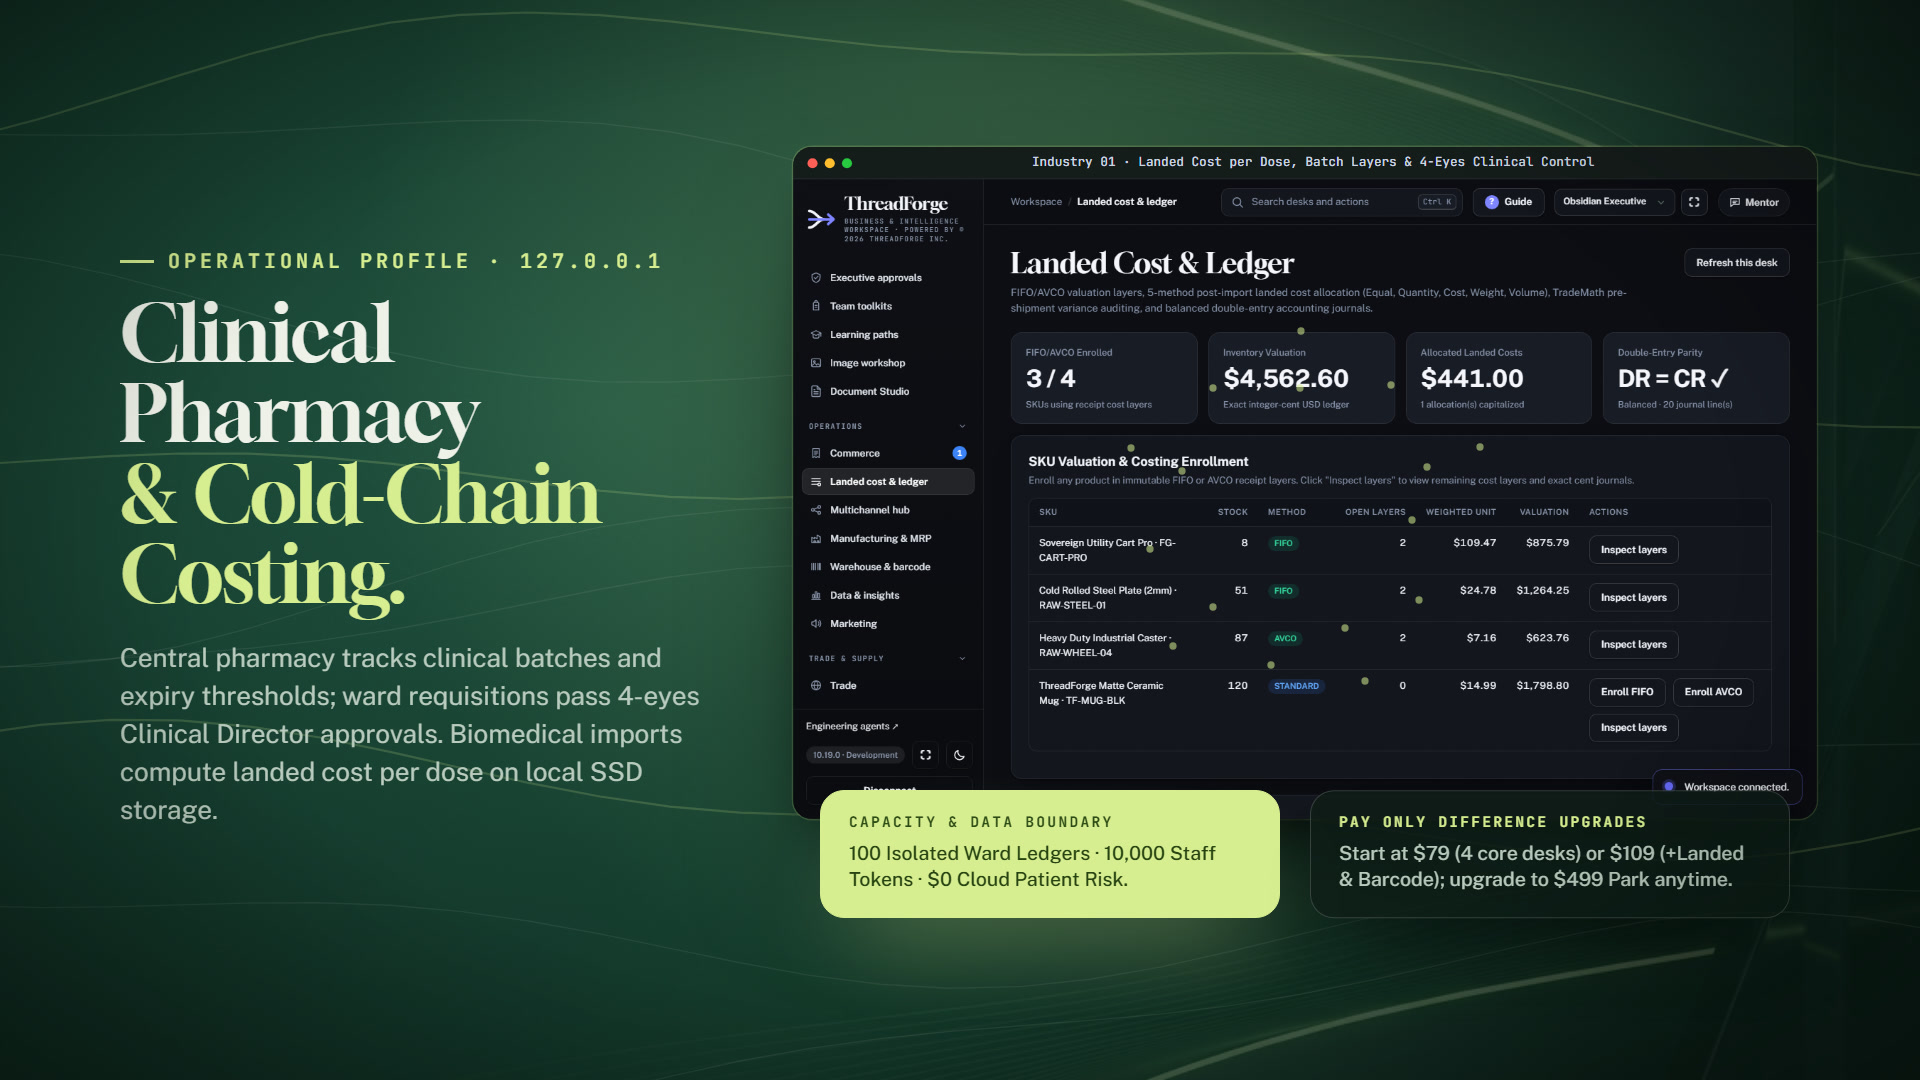 OPERATIONAL PROFILE · 127.0.0.1
Clinical
Pharmacy
& Cold-Chain
Costing.
Central pharmacy tracks clinical batches and
expiry thresholds; ward requisitions pass 4-eyes
Clinical Director approvals. Biomedical imports
compute landed cost per dose on local SSD
storage.
Industry 01 · Landed Cost per Dose, Batch Layers & 4-Eyes Clinical Control
ThreadForge
BUSINESS & INTELLIGENCE
WORKSPACE · POWERED BY ©
2026 THREADFORGE INC.
Executive approvals
Team toolkits
Learning paths
Image workshop
Document Studio
OPERATIONS
Commerce 1
Landed cost & ledger
Multichannel hub
Manufacturing & MRP
Warehouse & barcode
Data & insights
Marketing
TRADE & SUPPLY
Trade
Engineering agents ↗
10.19.0 · Development
Workspace / Landed cost & ledger
Search desks and actions Ctrl K
? Guide
Obsidian Executive
Mentor
Landed Cost & Ledger
Refresh this desk
FIFO/AVCO valuation layers, 5-method post-import landed cost allocation (Equal, Quantity, Cost, Weight, Volume), TradeMath pre-
shipment variance auditing, and balanced double-entry accounting journals.
FIFO/AVCO Enrolled
3 / 4
SKUs using receipt cost layers
Inventory Valuation
$4,562.60
Exact integer-cent USD ledger
Allocated Landed Costs
$441.00
1 allocation(s) capitalized
Double-Entry Parity
DR = CR ✓
Balanced · 20 journal line(s)
SKU Valuation & Costing Enrollment
Enroll any product in immutable FIFO or AVCO receipt layers. Click "Inspect layers" to view remaining cost layers and exact cent journals.
SKU STOCK METHOD OPEN LAYERS WEIGHTED UNIT VALUATION ACTIONS
Sovereign Utility Cart Pro · FG- 8 FIFO 2 $109.47 $875.79 Inspect layers
CART-PRO
Cold Rolled Steel Plate (2mm) · 51 FIFO 2 $24.78 $1,264.25 Inspect layers
RAW-STEEL-01
Heavy Duty Industrial Caster · 87 AVCO 2 $7.16 $623.76 Inspect layers
RAW-WHEEL-04
ThreadForge Matte Ceramic 120 STANDARD 0 $14.99 $1,798.80 Enroll FIFO Enroll AVCO
Mug · TF-MUG-BLK
Inspect layers
Workspace connected.
CAPACITY & DATA BOUNDARY
100 Isolated Ward Ledgers · 10,000 Staff
Tokens · $0 Cloud Patient Risk.
PAY ONLY DIFFERENCE UPGRADES
Start at $79 (4 core desks) or $109 (+Landed
& Barcode); upgrade to $499 Park anytime.